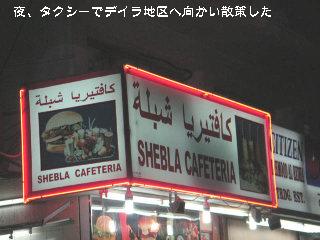 夜、タクシーでデイラ地区へ向かい散策した
كافتيريا شبلة
SHEBLA CAFETERIA
كافتيريا شبلة
SHEBLA CAFETERIA
EST.